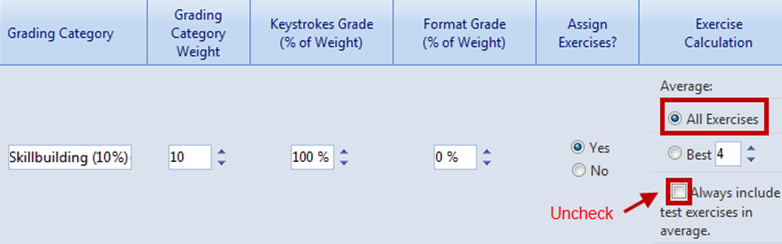 Grading Category
Grading
Category
Weight
Keystrokes Grade
(% of Weight)
Format Grade
(% of Weight)
Assign
Exercises?
Exercise
Calculation
Skillbuilding (10%)
10
100 %
0 %
Yes
No
Average:
All Exercises
Best 4
Always include
test exercises in
average.
Uncheck